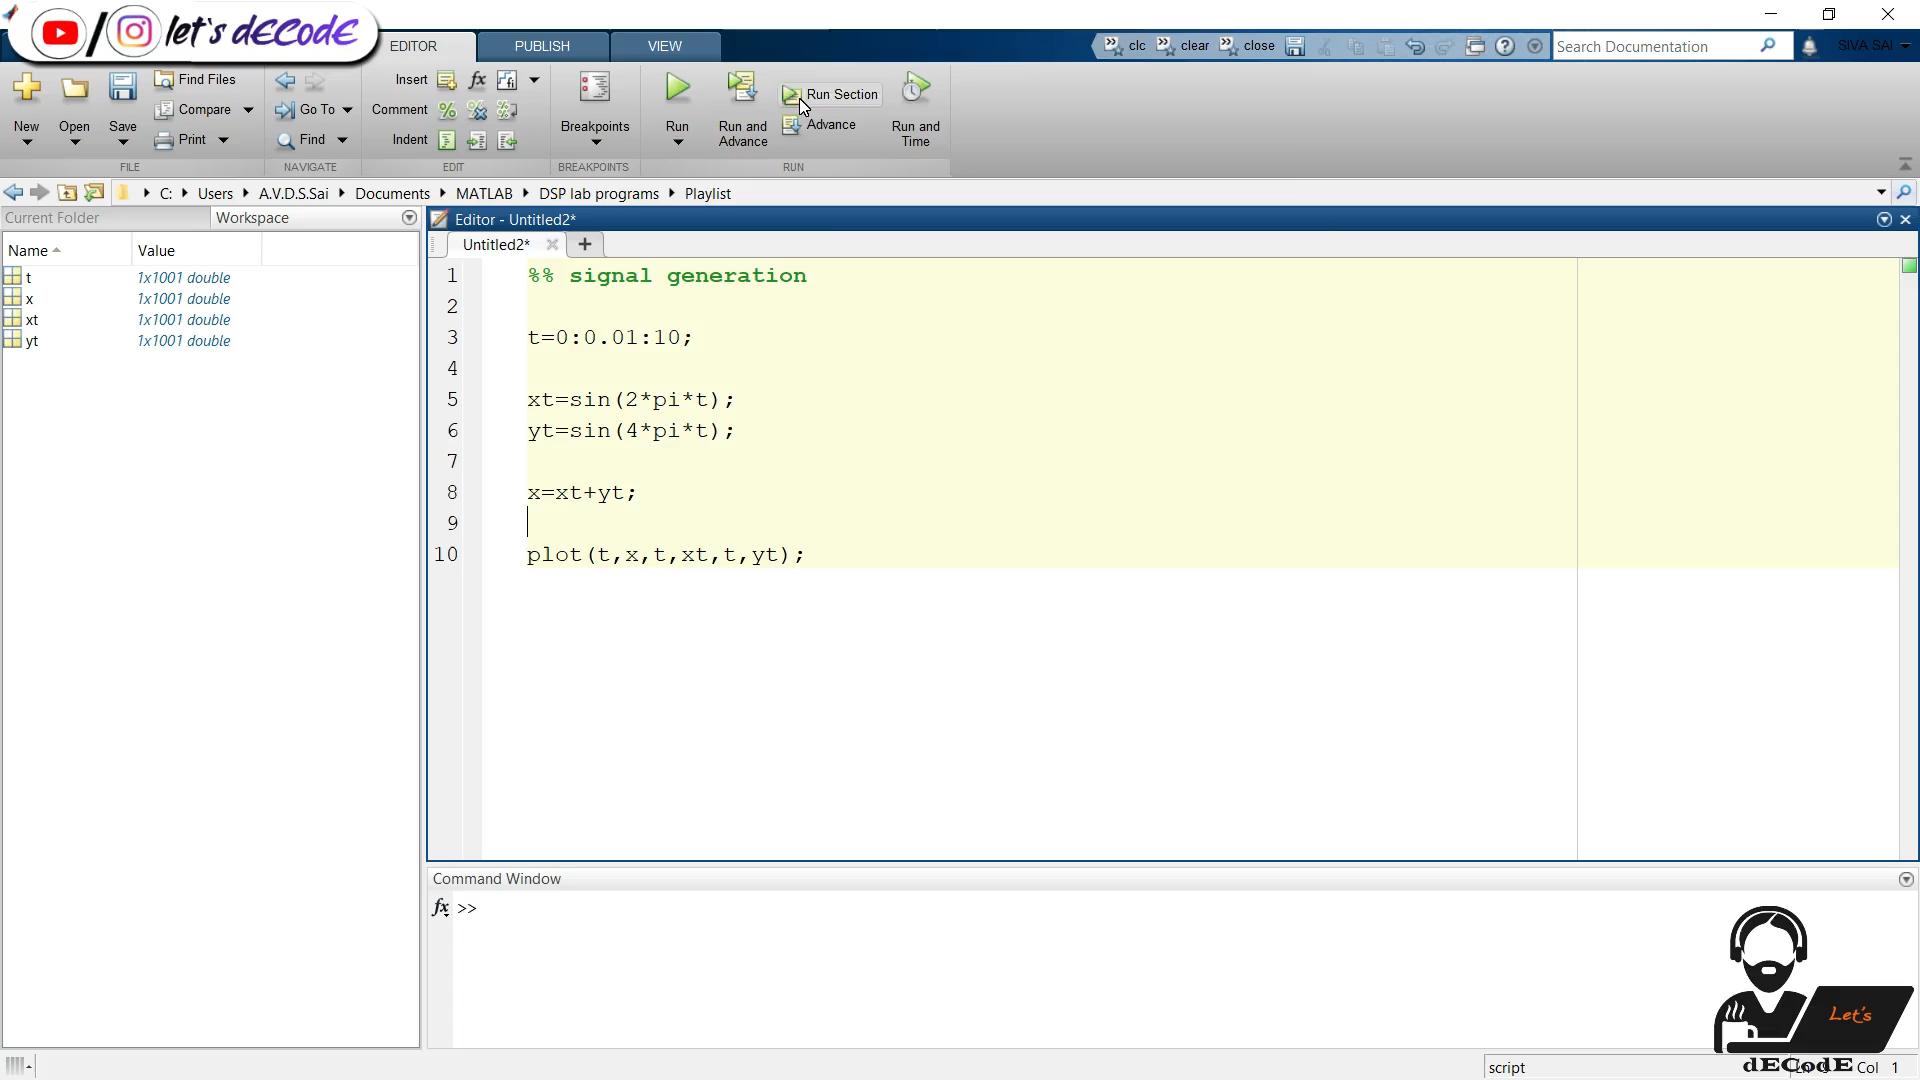 let's dECodE
EDITOR PUBLISH VIEW
clc clear close
Search Documentation
SIVA SAI
New Open Save
Find Files
Compare
Print
FILE
Go To
Find
NAVIGATE
Insert fx
Comment
Indent
EDIT
Breakpoints
BREAKPOINTS
Run
Run and Advance
Run Section
Advance
Run and Time
RUN
C: Users A.V.D.S.Sai Documents MATLAB DSP lab programs Playlist
Current Folder Workspace
Name Value
t 1x1001 double
x 1x1001 double
xt 1x1001 double
yt 1x1001 double
Editor - Untitled2*
Untitled2*
1 %% signal generation
2
3 t=0:0.01:10;
4
5 xt=sin(2*pi*t);
6 yt=sin(4*pi*t);
7
8 x=xt+yt;
9
10 plot(t,x,t,xt,t,yt);
Command Window
fx >>
Let's
dECodE
script
Col 1